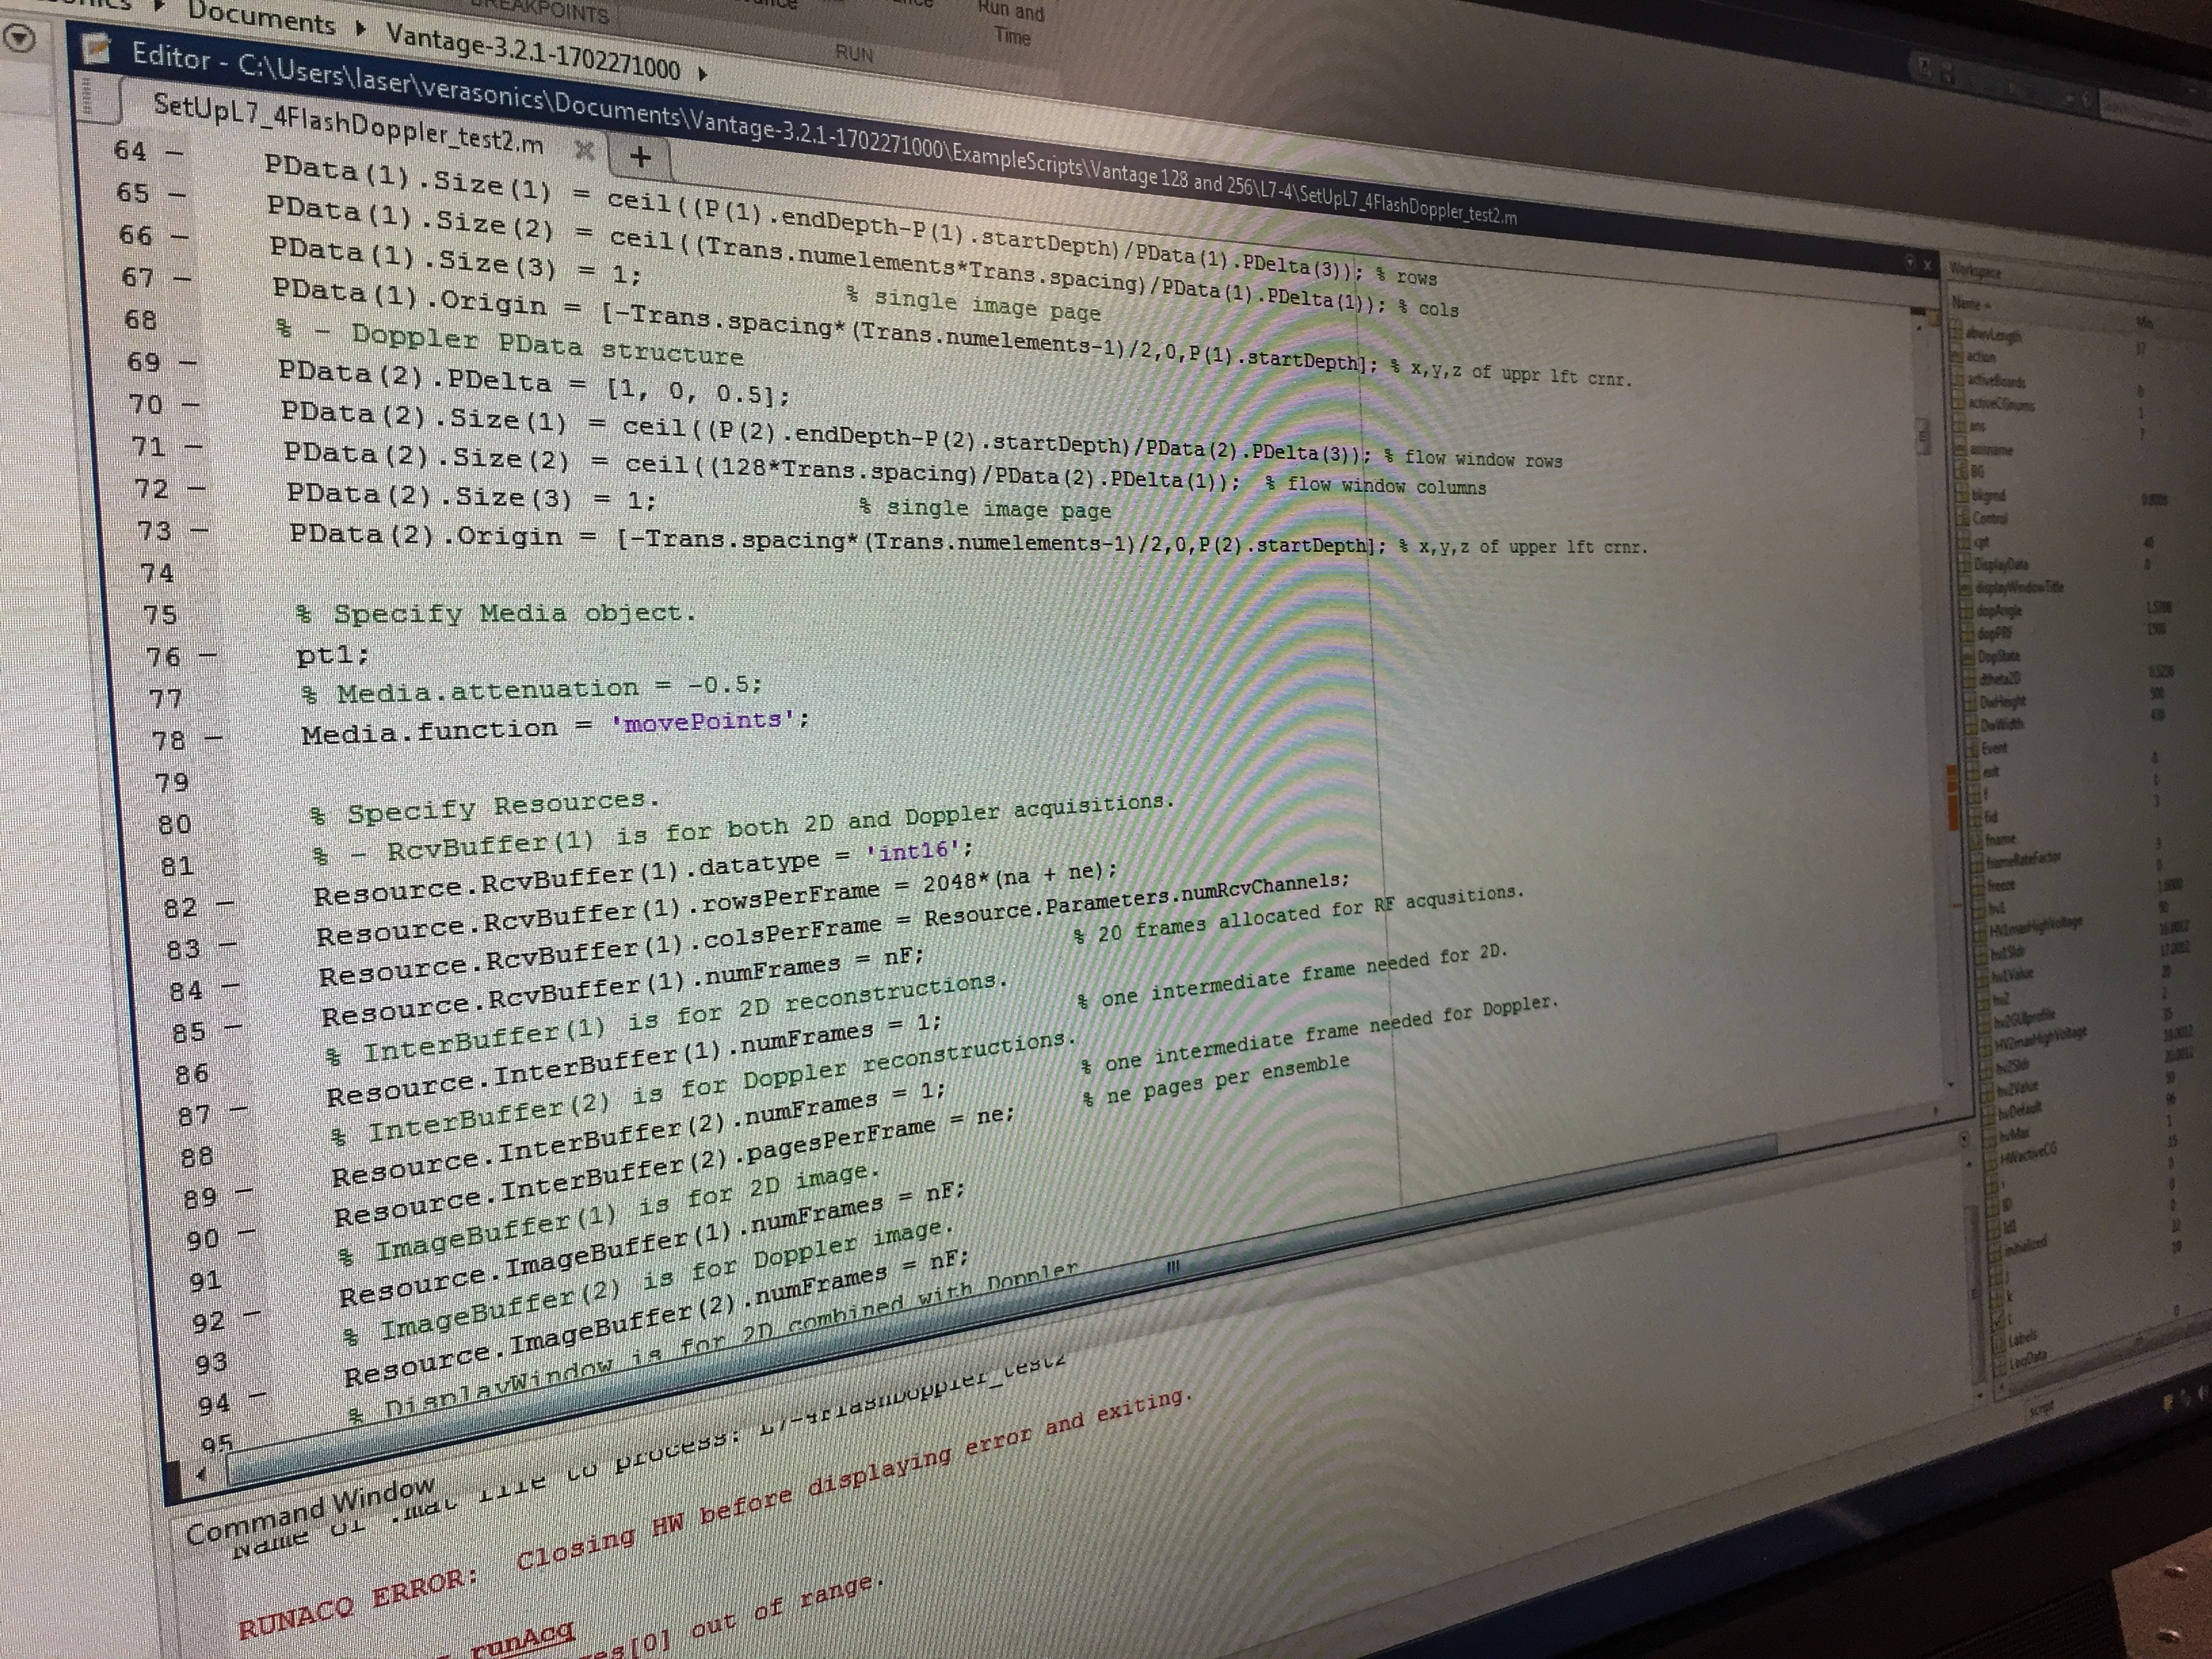 Documents ▸ Vantage-3.2.1-1702271000 ▸
BREAKPOINTS
RUN
Run and
Time
Editor - C:\Users\laser\verasonics\Documents\Vantage-3.2.1-1702271000\ExampleScripts\Vantage 128 and 256\L7-4\SetUpL7_4FlashDoppler_test2.m
SetUpL7_4FlashDoppler_test2.m × +
64 — PData(1).Size(1) = ceil((P(1).endDepth-P(1).startDepth)/PData(1).PDelta(3)); % rows
65 — PData(1).Size(2) = ceil((Trans.numelements*Trans.spacing)/PData(1).PDelta(1)); % cols
66 — PData(1).Size(3) = 1; % single image page
67 — PData(1).Origin = [-Trans.spacing*(Trans.numelements-1)/2,0,P(1).startDepth]; % x,y,z of uppr lft crnr.
68 % - Doppler PData structure
69 — PData(2).PDelta = [1, 0, 0.5];
70 — PData(2).Size(1) = ceil((P(2).endDepth-P(2).startDepth)/PData(2).PDelta(3)); % flow window rows
71 — PData(2).Size(2) = ceil((128*Trans.spacing)/PData(2).PDelta(1)); % flow window columns
72 — PData(2).Size(3) = 1; % single image page
73 — PData(2).Origin = [-Trans.spacing*(Trans.numelements-1)/2,0,P(2).startDepth]; % x,y,z of upper lft crnr.
74
75 % Specify Media object.
76 — pt1;
77 % Media.attenuation = -0.5;
78 — Media.function = 'movePoints';
79
80 % Specify Resources.
81 % - RcvBuffer(1) is for both 2D and Doppler acquisitions.
82 — Resource.RcvBuffer(1).datatype = 'int16';
83 — Resource.RcvBuffer(1).rowsPerFrame = 2048*(na + ne);
84 — Resource.RcvBuffer(1).colsPerFrame = Resource.Parameters.numRcvChannels;
85 — Resource.RcvBuffer(1).numFrames = nF; % 20 frames allocated for RF acqusitions.
86 % InterBuffer(1) is for 2D reconstructions.
87 — Resource.InterBuffer(1).numFrames = 1; % one intermediate frame needed for 2D.
88 % InterBuffer(2) is for Doppler reconstructions.
89 — Resource.InterBuffer(2).numFrames = 1; % one intermediate frame needed for Doppler.
90 — Resource.InterBuffer(2).pagesPerFrame = ne; % ne pages per ensemble
91 % ImageBuffer(1) is for 2D image.
92 — Resource.ImageBuffer(1).numFrames = nF;
93 % ImageBuffer(2) is for Doppler image.
94 — Resource.ImageBuffer(2).numFrames = nF;
95 % DisplayWindow is for 2D combined with Doppler
Command Window
Name of .mat file to process: L7-4FlashDoppler_test2
RUNACQ ERROR: Closing HW before displaying error and exiting.
runAcq
[0] out of range.
Workspace
Name
action
activeBoards
ans
bkgrnd
Control
DisplayData
displayWindowTitle
dopAngle
dopPRF
DopState
DwHeight
DwWidth
Event
exit
f
fid
fname
frameRateFactor
freeze
hv1
HV1maxHighVoltage
hv1Sldr
hv1Value
hv2
hv2GUIprofile
HV2maxHighVoltage
hv2Sldr
hv2Value
hvDefault
hvMax
HWactiveCG
i
initialized
j
k
Labels
LogData
script